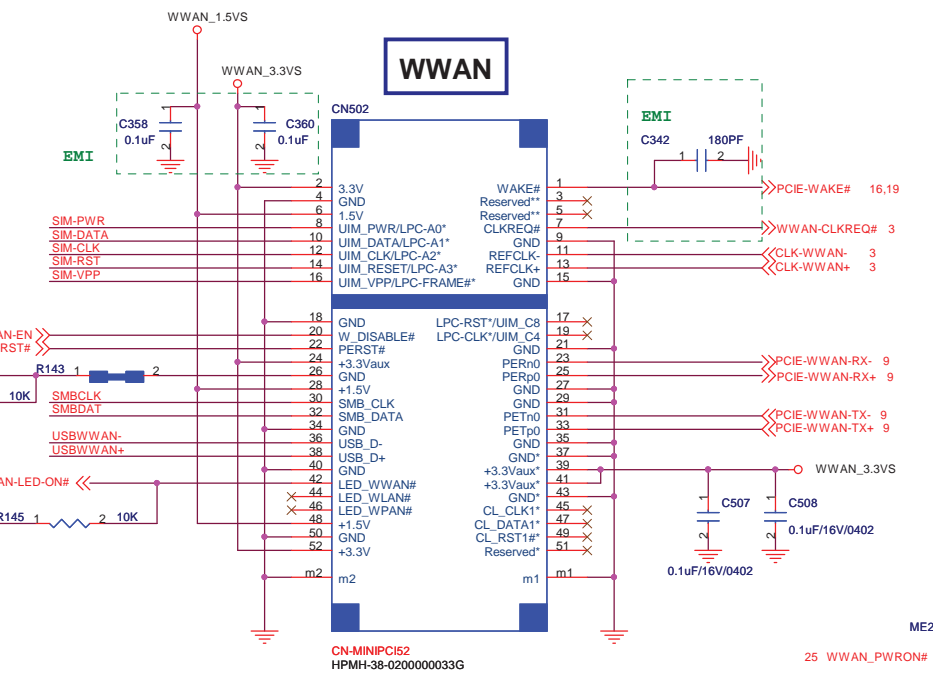 WWAN_1.5VS
WWAN_3.3VS
WWAN
CN502
C358
0.1uF
1
2
C360
0.1uF
1
2
EMI
EMI
C342
180PF
1
2
2 3.3V
4 GND
6 1.5V
8 UIM_PWR/LPC-A0*
10 UIM_DATA/LPC-A1*
12 UIM_CLK/LPC-A2*
14 UIM_RESET/LPC-A3*
16 UIM_VPP/LPC-FRAME#*
SIM-PWR
SIM-DATA
SIM-CLK
SIM-RST
SIM-VPP
WAKE# 1
Reserved** 3
Reserved** 5
CLKREQ# 7
GND 9
REFCLK- 11
REFCLK+ 13
GND 15
PCIE-WAKE# 16,19
WWAN-CLKREQ# 3
CLK-WWAN- 3
CLK-WWAN+ 3
18 GND
20 W_DISABLE#
22 PERST#
24 +3.3Vaux
26 GND
28 +1.5V
30 SMB_CLK
32 SMB_DATA
34 GND
36 USB_D-
38 USB_D+
40 GND
42 LED_WWAN#
44 LED_WLAN#
46 LED_WPAN#
48 +1.5V
50 GND
52 +3.3V
m2 m2
AN-EN
RST#
R143 1 2
10K
SMBCLK
SMBDAT
USBWWAN-
USBWWAN+
AN-LED-ON#
R145 1 2 10K
LPC-RST*/UIM_C8 17
LPC-CLK*/UIM_C4 19
GND 21
PERn0 23
PERp0 25
GND 27
GND 29
PETn0 31
PETp0 33
GND 35
GND* 37
+3.3Vaux* 39
+3.3Vaux* 41
GND* 43
CL_CLK1* 45
CL_DATA1* 47
CL_RST1#* 49
Reserved* 51
m1 m1
PCIE-WWAN-RX- 9
PCIE-WWAN-RX+ 9
PCIE-WWAN-TX- 9
PCIE-WWAN-TX+ 9
WWAN_3.3VS
1
2
C507
0.1uF/16V/0402
1
2
C508
0.1uF/16V/0402
CN-MINIPCI52
HPMH-38-0200000033G
ME2
25 WWAN_PWRON#